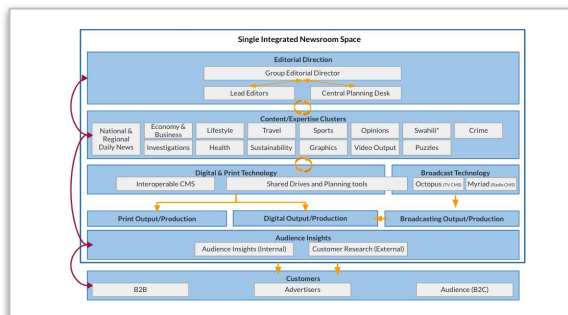 Single Integrated Newsroom Space
Editorial Direction
Group Editorial Director
Lead Editors
Central Planning Desk
Content/Expertise Clusters
National & Regional Daily News
Economy & Business
Lifestyle
Travel
Sports
Opinions
Swahili*
Crime
Investigations
Health
Sustainability
Graphics
Video Output
Puzzles
Digital & Print Technology
Broadcast Technology
Interoperable CMS
Shared Drives and Planning tools
Octopus (TV CMS)
Myriad (Radio CMS)
Print Output/Production
Digital Output/Production
Broadcasting Output/Production
Audience Insights
Audience Insights (Internal)
Customer Research (External)
Customers
B2B
Advertisers
Audience (B2C)